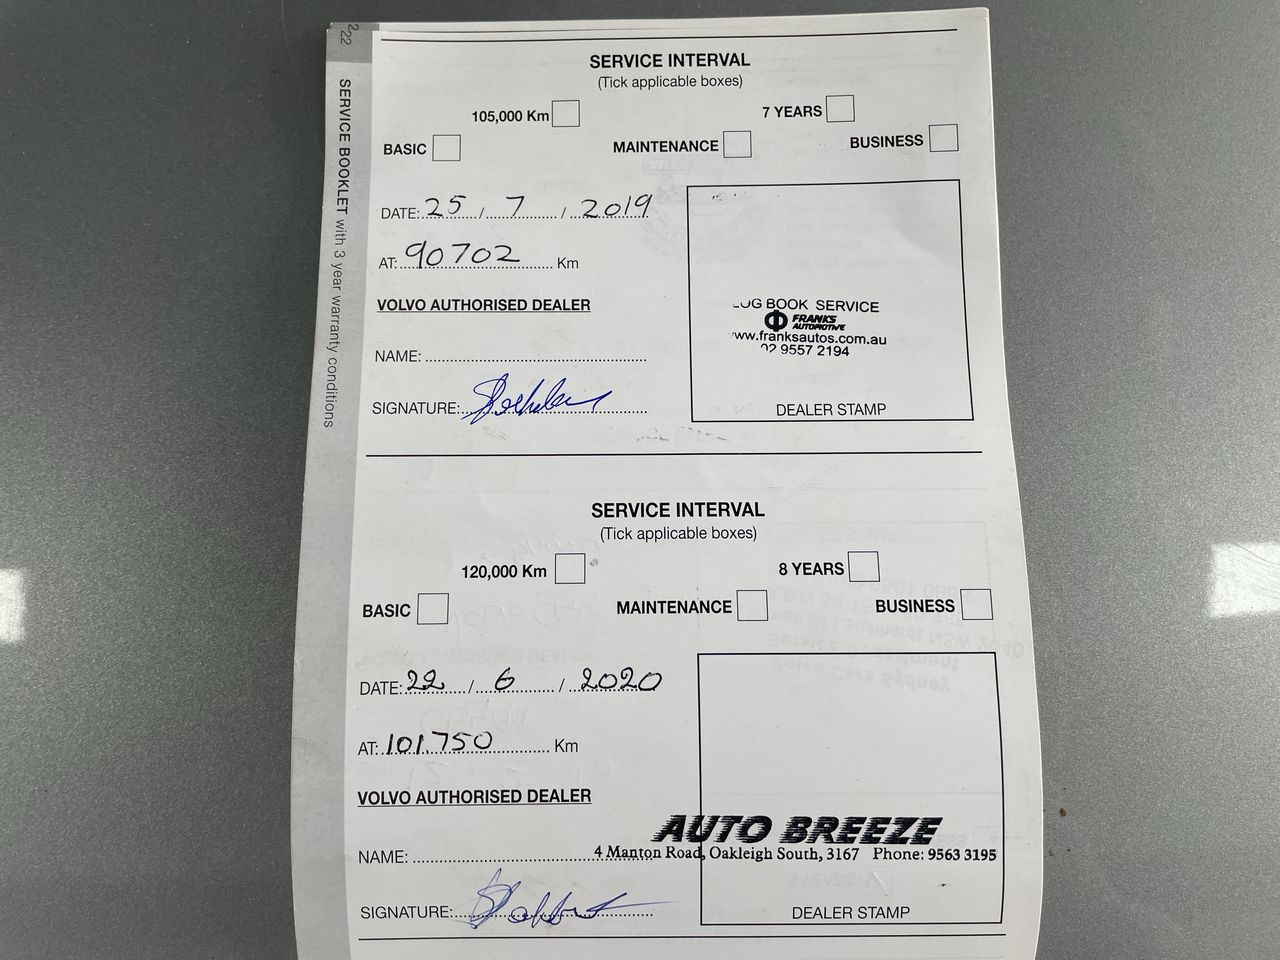 2
22
SERVICE BOOKLET with 3 year warranty conditions
SERVICE INTERVAL
(Tick applicable boxes)
105,000 Km 7 YEARS
BASIC MAINTENANCE BUSINESS
DATE: 25 / 7 / 2019
AT: 90702 Km
VOLVO AUTHORISED DEALER
NAME:
SIGNATURE:
LOG BOOK SERVICE
FRANKS
AUTOMOTIVE
www.franksautos.com.au
02 9557 2194
DEALER STAMP
SERVICE INTERVAL
(Tick applicable boxes)
120,000 Km 8 YEARS
BASIC MAINTENANCE BUSINESS
DATE: 22 / 6 / 2020
AT: 101.750 Km
VOLVO AUTHORISED DEALER
AUTO BREEZE
4 Manton Road, Oakleigh South, 3167 Phone: 9563 3195
NAME:
SIGNATURE:
DEALER STAMP